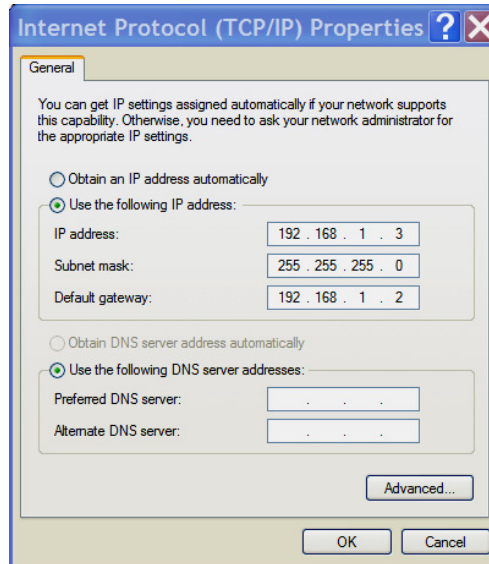 Internet Protocol (TCP/IP) Properties
General
You can get IP settings assigned automatically if your network supports
this capability. Otherwise, you need to ask your network administrator for
the appropriate IP settings.
Obtain an IP address automatically
Use the following IP address:
IP address: 192 . 168 . 1 . 3
Subnet mask: 255 . 255 . 255 . 0
Default gateway: 192 . 168 . 1 . 2
Obtain DNS server address automatically
Use the following DNS server addresses:
Preferred DNS server: . . .
Alternate DNS server: . . .
Advanced...
OK Cancel